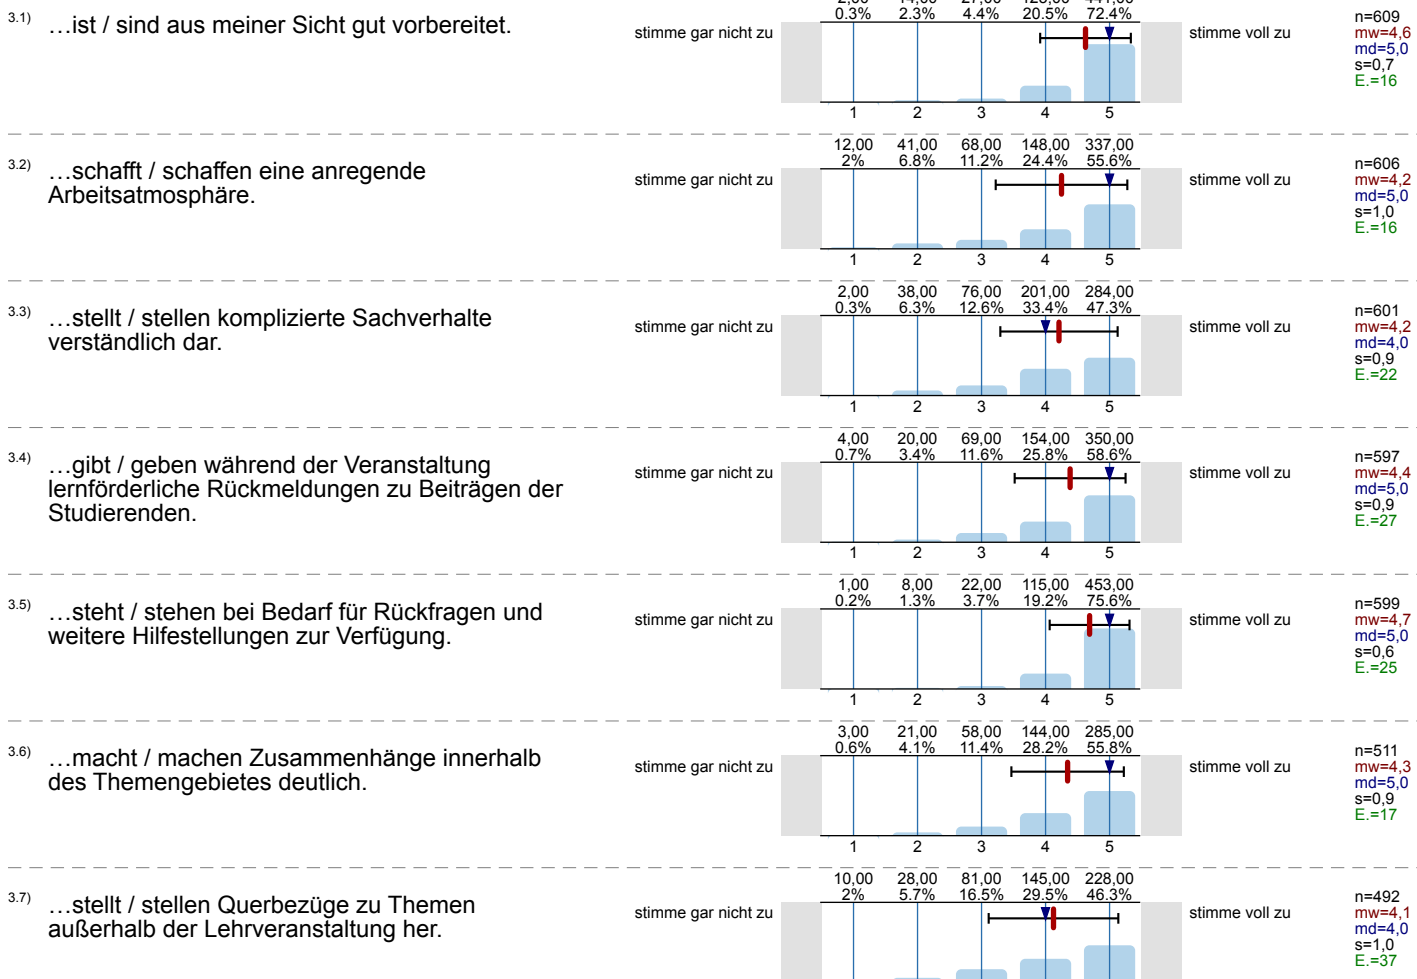 3.1) …ist / sind aus meiner Sicht gut vorbereitet.
0.3% 2.3% 4.4% 20.5% 72.4%
stimme gar nicht zu
stimme voll zu
1 2 3 4 5
n=609
mw=4,6
md=5,0
s=0,7
E.=16
3.2) …schafft / schaffen eine anregende
Arbeitsatmosphäre.
12,00 41,00 68,00 148,00 337,00
2% 6.8% 11.2% 24.4% 55.6%
stimme gar nicht zu
stimme voll zu
1 2 3 4 5
n=606
mw=4,2
md=5,0
s=1,0
E.=16
3.3) …stellt / stellen komplizierte Sachverhalte
verständlich dar.
2,00 38,00 76,00 201,00 284,00
0.3% 6.3% 12.6% 33.4% 47.3%
stimme gar nicht zu
stimme voll zu
1 2 3 4 5
n=601
mw=4,2
md=4,0
s=0,9
E.=22
3.4) …gibt / geben während der Veranstaltung
lernförderliche Rückmeldungen zu Beiträgen der
Studierenden.
4,00 20,00 69,00 154,00 350,00
0.7% 3.4% 11.6% 25.8% 58.6%
stimme gar nicht zu
stimme voll zu
1 2 3 4 5
n=597
mw=4,4
md=5,0
s=0,9
E.=27
3.5) …steht / stehen bei Bedarf für Rückfragen und
weitere Hilfestellungen zur Verfügung.
1,00 8,00 22,00 115,00 453,00
0.2% 1.3% 3.7% 19.2% 75.6%
stimme gar nicht zu
stimme voll zu
1 2 3 4 5
n=599
mw=4,7
md=5,0
s=0,6
E.=25
3.6) …macht / machen Zusammenhänge innerhalb
des Themengebietes deutlich.
3,00 21,00 58,00 144,00 285,00
0.6% 4.1% 11.4% 28.2% 55.8%
stimme gar nicht zu
stimme voll zu
1 2 3 4 5
n=511
mw=4,3
md=5,0
s=0,9
E.=17
3.7) …stellt / stellen Querbezüge zu Themen
außerhalb der Lehrveranstaltung her.
10,00 28,00 81,00 145,00 228,00
2% 5.7% 16.5% 29.5% 46.3%
stimme gar nicht zu
stimme voll zu
n=492
mw=4,1
md=4,0
s=1,0
E.=37